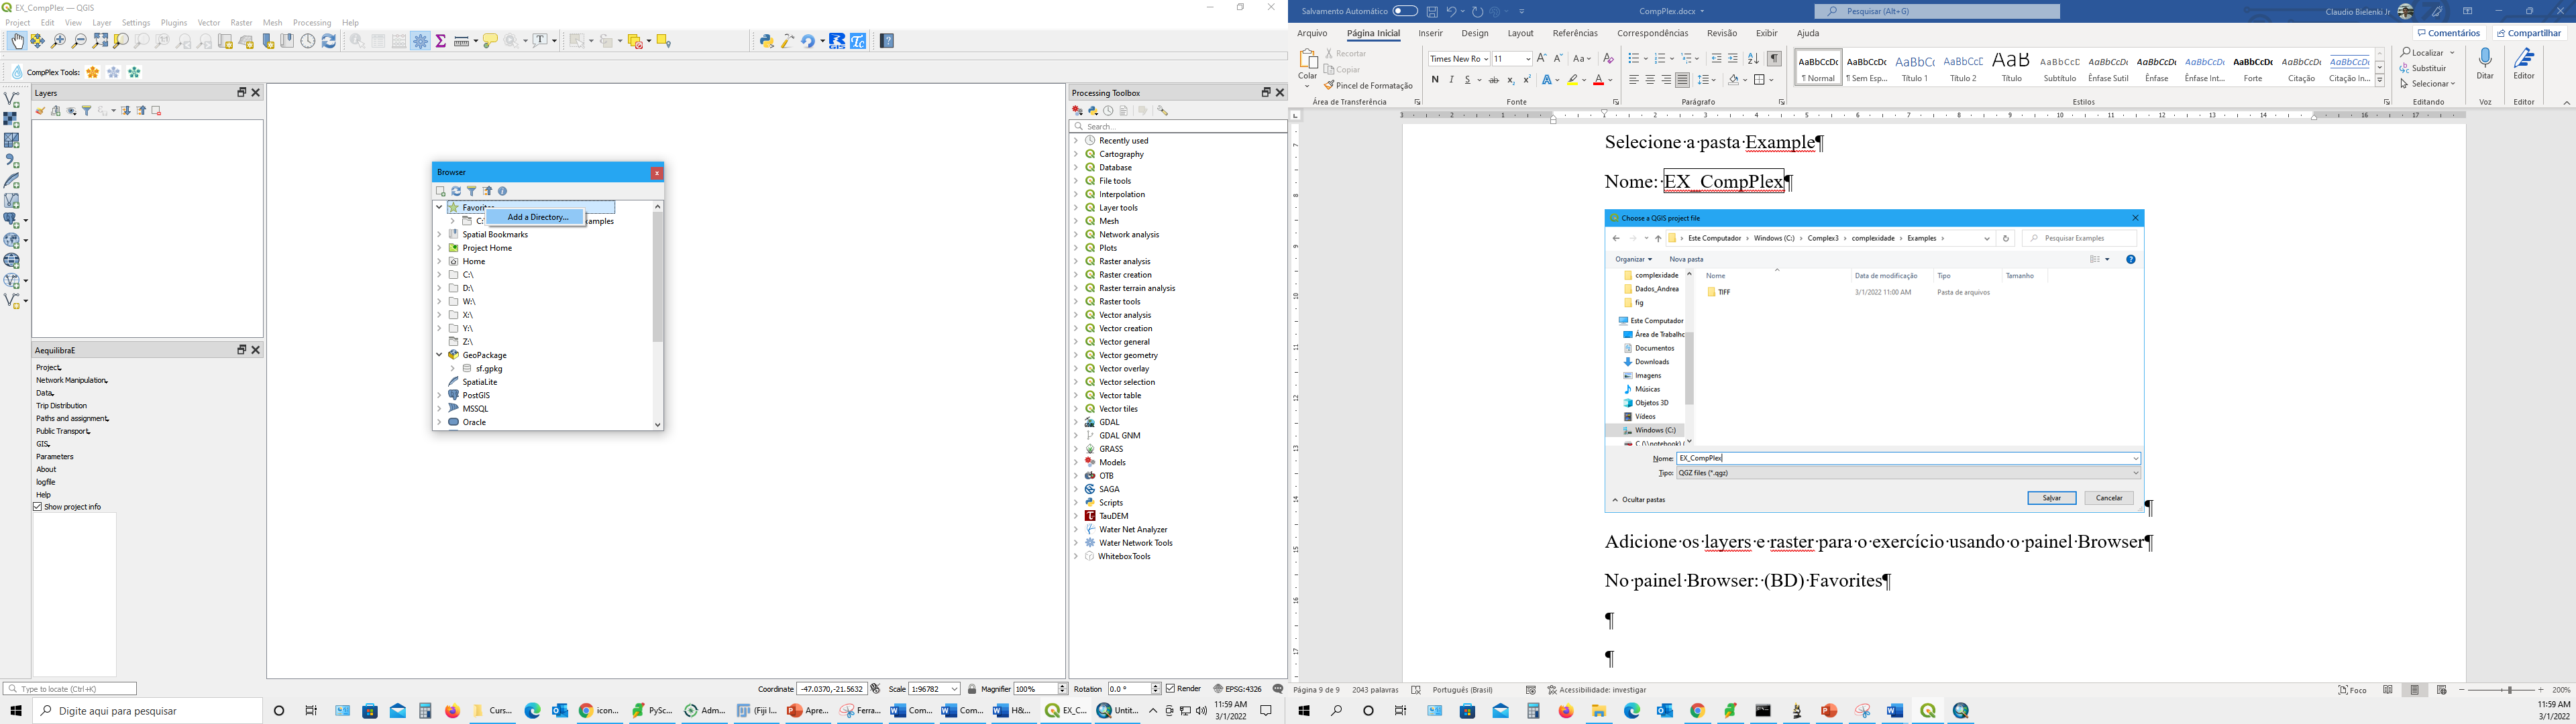 EX_CompPlex — QGIS
Project Edit View Layer Settings Plugins Vector Raster Mesh Processing Help
CompPlex Tools:
Layers
AequilibraE
Project
Network Manipulation
Data
Trip Distribution
Paths and assignment
Public Transport
GIS
Parameters
About
logfile
Help
Show project info
Browser
Favorites
Add a Directory...
C:\
amples
Spatial Bookmarks
Project Home
Home
C:\
D:\
W:\
X:\
Y:\
Z:\
GeoPackage
sf.gpkg
SpatiaLite
PostGIS
MSSQL
Oracle
Processing Toolbox
Search...
Recently used
Cartography
Database
File tools
Interpolation
Layer tools
Mesh
Network analysis
Plots
Raster analysis
Raster creation
Raster terrain analysis
Raster tools
Vector analysis
Vector creation
Vector general
Vector geometry
Vector overlay
Vector selection
Vector table
Vector tiles
GDAL
GDAL GNM
GRASS
Models
OTB
SAGA
Scripts
TauDEM
Water Net Analyzer
Water Network Tools
WhiteboxTools
Type to locate (Ctrl+K)
Coordinate -47.0370,-21.5632 Scale 1:96782 Magnifier 100% Rotation 0.0 ° Render EPSG:4326
Digite aqui para pesquisar
Curs... icon... PySc... Adm... (Fiji I... Apre... Ferra... Com... Com... H&... EX_C... Untit...
11:59 AM
3/1/2022
Salvamento Automático CompPlex.docx Pesquisar (Alt+G) Claudio Bielenki Jr
Arquivo Página Inicial Inserir Design Layout Referências Correspondências Revisão Exibir Ajuda Comentários Compartilhar
Colar
Recortar
Copiar
Pincel de Formatação
Área de Transferência
Times New Ro 11
N I S
Fonte
Parágrafo
AaBbCcDc AaBbCcDc AaBbCc AaBbCcD AaB AaBbCcD AaBbCcDc AaBbCcDc AaBbCcDc AaBbCcDc AaBbCcDc AaBbCcDc
¶ Normal ¶ Sem Esp... Título 1 Título 2 Título Subtítulo Ênfase Sutil Ênfase Ênfase Int... Forte Citação Citação In...
Estilos
Localizar
Substituir
Selecionar
Editando
Ditar
Voz
Editor
Editor
Selecione·a·pasta·Example¶
Nome:·EX_CompPlex¶
Choose a QGIS project file
Este Computador > Windows (C:) > Complex3 > complexidade > Examples >
Pesquisar Examples
Organizar Nova pasta
complexidade
Dados_Andrea
fig
Este Computador
Área de Trabalho
Documentos
Downloads
Imagens
Músicas
Objetos 3D
Vídeos
Windows (C:)
C (\\notebook) (
Nome Data de modificação Tipo Tamanho
TIFF 3/1/2022 11:00 AM Pasta de arquivos
Nome: EX_CompPlex
Tipo: QGZ files (*.qgz)
Ocultar pastas Salvar Cancelar
¶
Adicione·os·layers·e·raster·para·o·exercício·usando·o·painel·Browser¶
No·painel·Browser:·(BD)·Favorites¶
¶
¶
Página 9 de 9 2043 palavras Português (Brasil) Acessibilidade: investigar Foco 200%
11:59 AM
3/1/2022